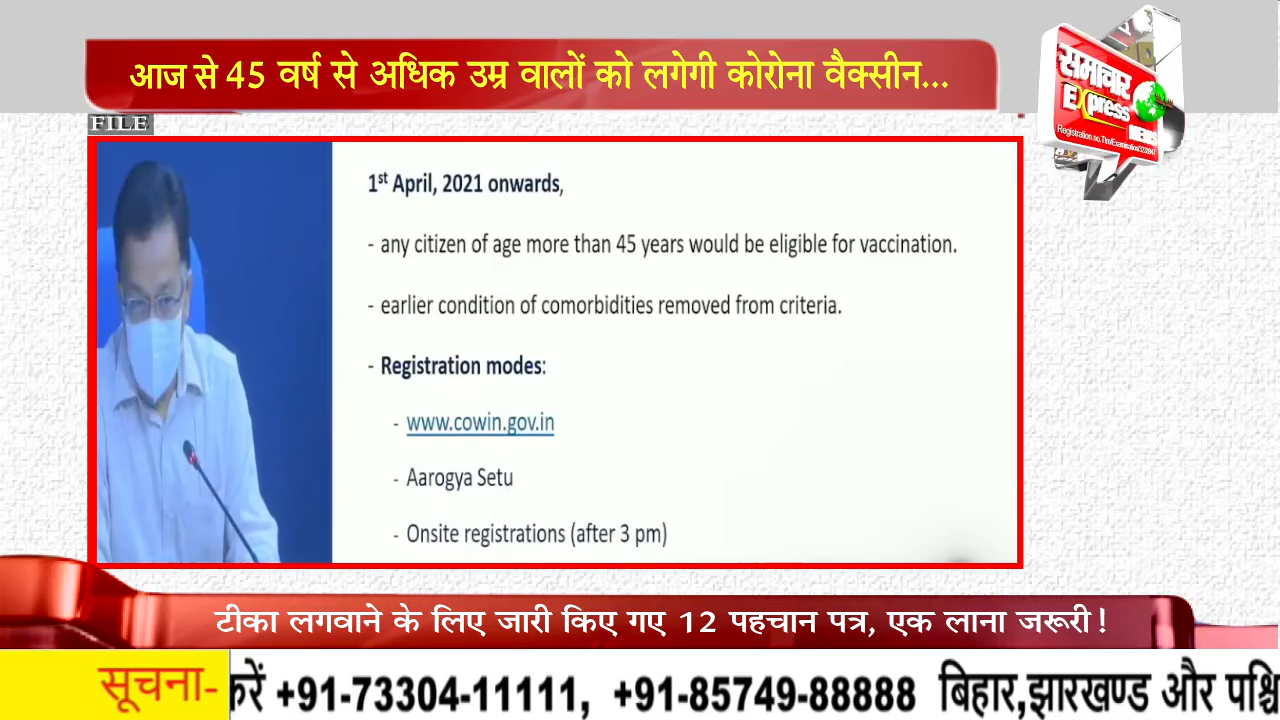 आज से 45 वर्ष से अधिक उम्र वालों को लगेगी कोरोना वैक्सीन...
समाचार
Express
NEWS
FILE
1st April, 2021 onwards,
- any citizen of age more than 45 years would be eligible for vaccination.
- earlier condition of comorbidities removed from criteria.
- Registration modes:
- www.cowin.gov.in
- Aarogya Setu
- Onsite registrations (after 3 pm)
टीका लगवाने के लिए जारी किए गए 12 पहचान पत्र, एक लाना जरूरी!
सूचना- करें +91-73304-11111, +91-85749-88888 बिहार,झारखण्ड और पश्चि